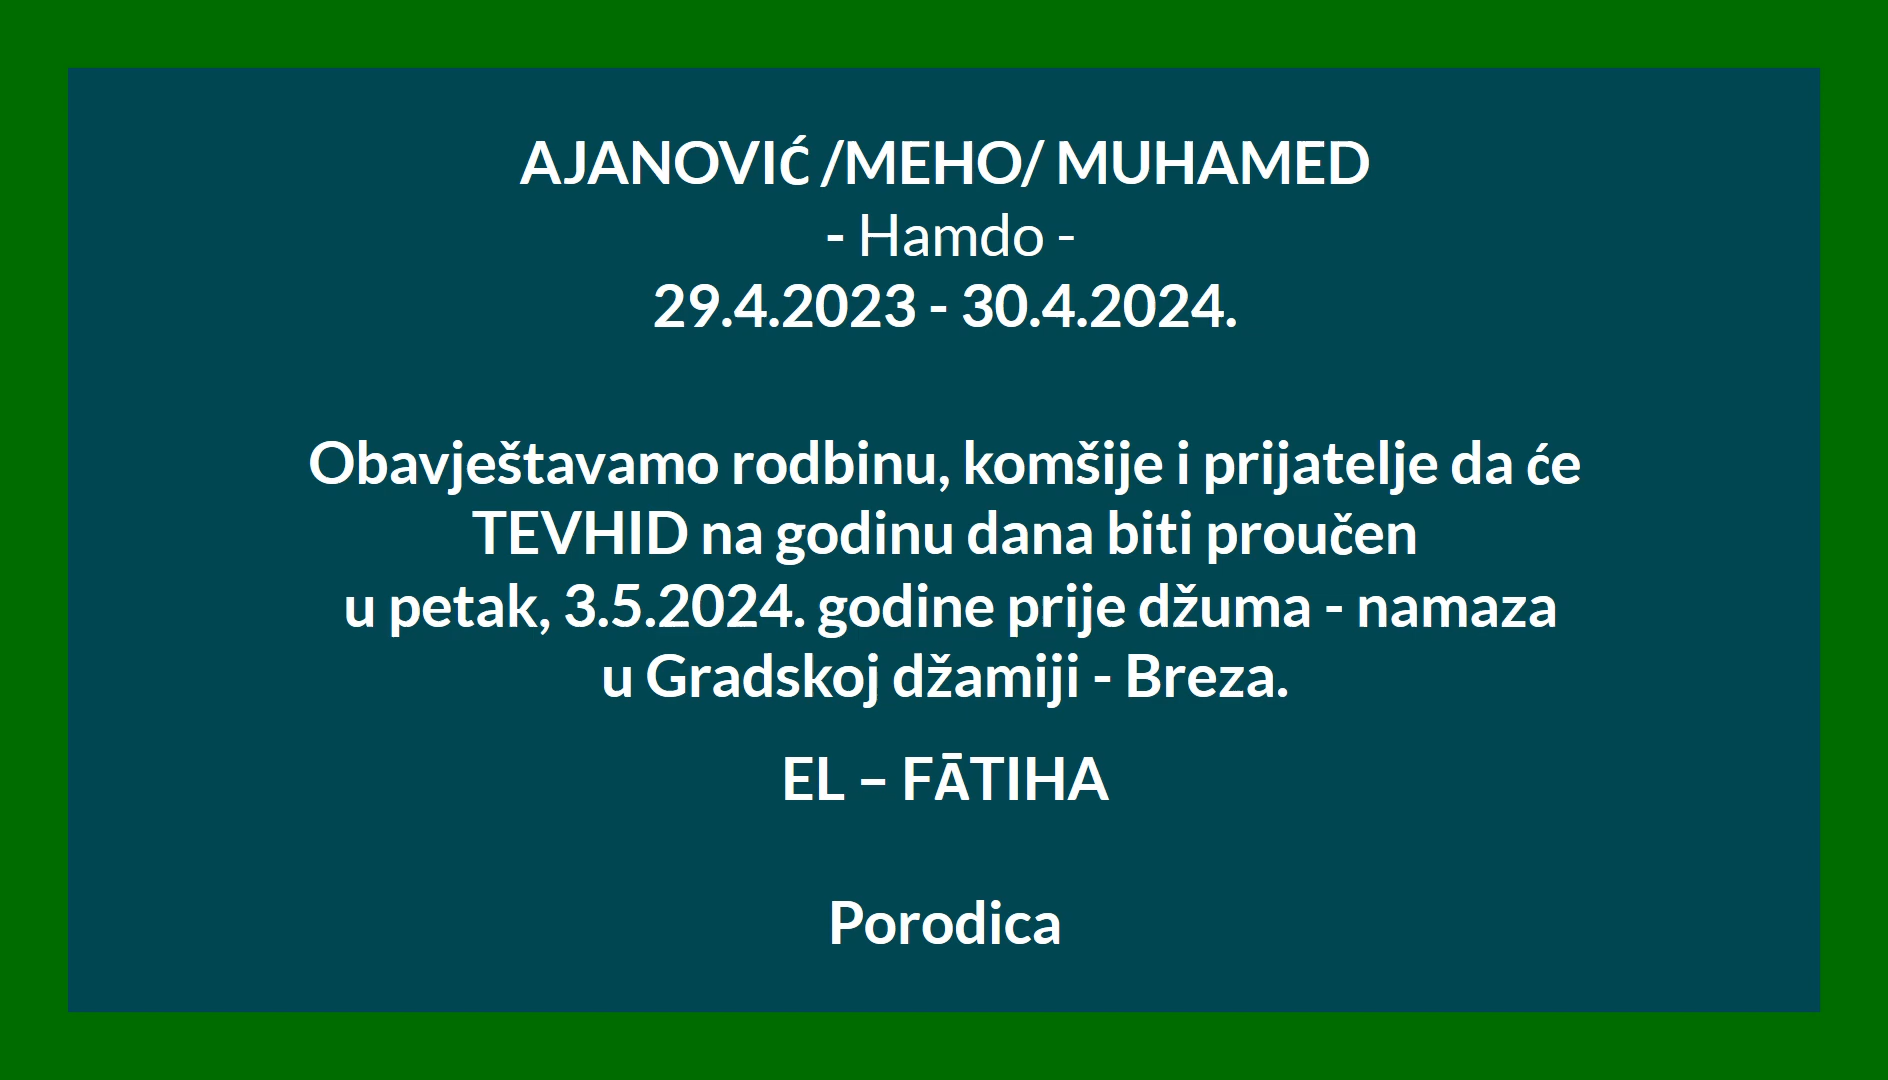 AJANOVIĆ /MEHO/ MUHAMED
- Hamdo -
29.4.2023 - 30.4.2024.
Obavještavamo rodbinu, komšije i prijatelje da će
TEVHID na godinu dana biti proučen
u petak, 3.5.2024. godine prije džuma - namaza
u Gradskoj džamiji - Breza.
EL – FĀTIHA
Porodica